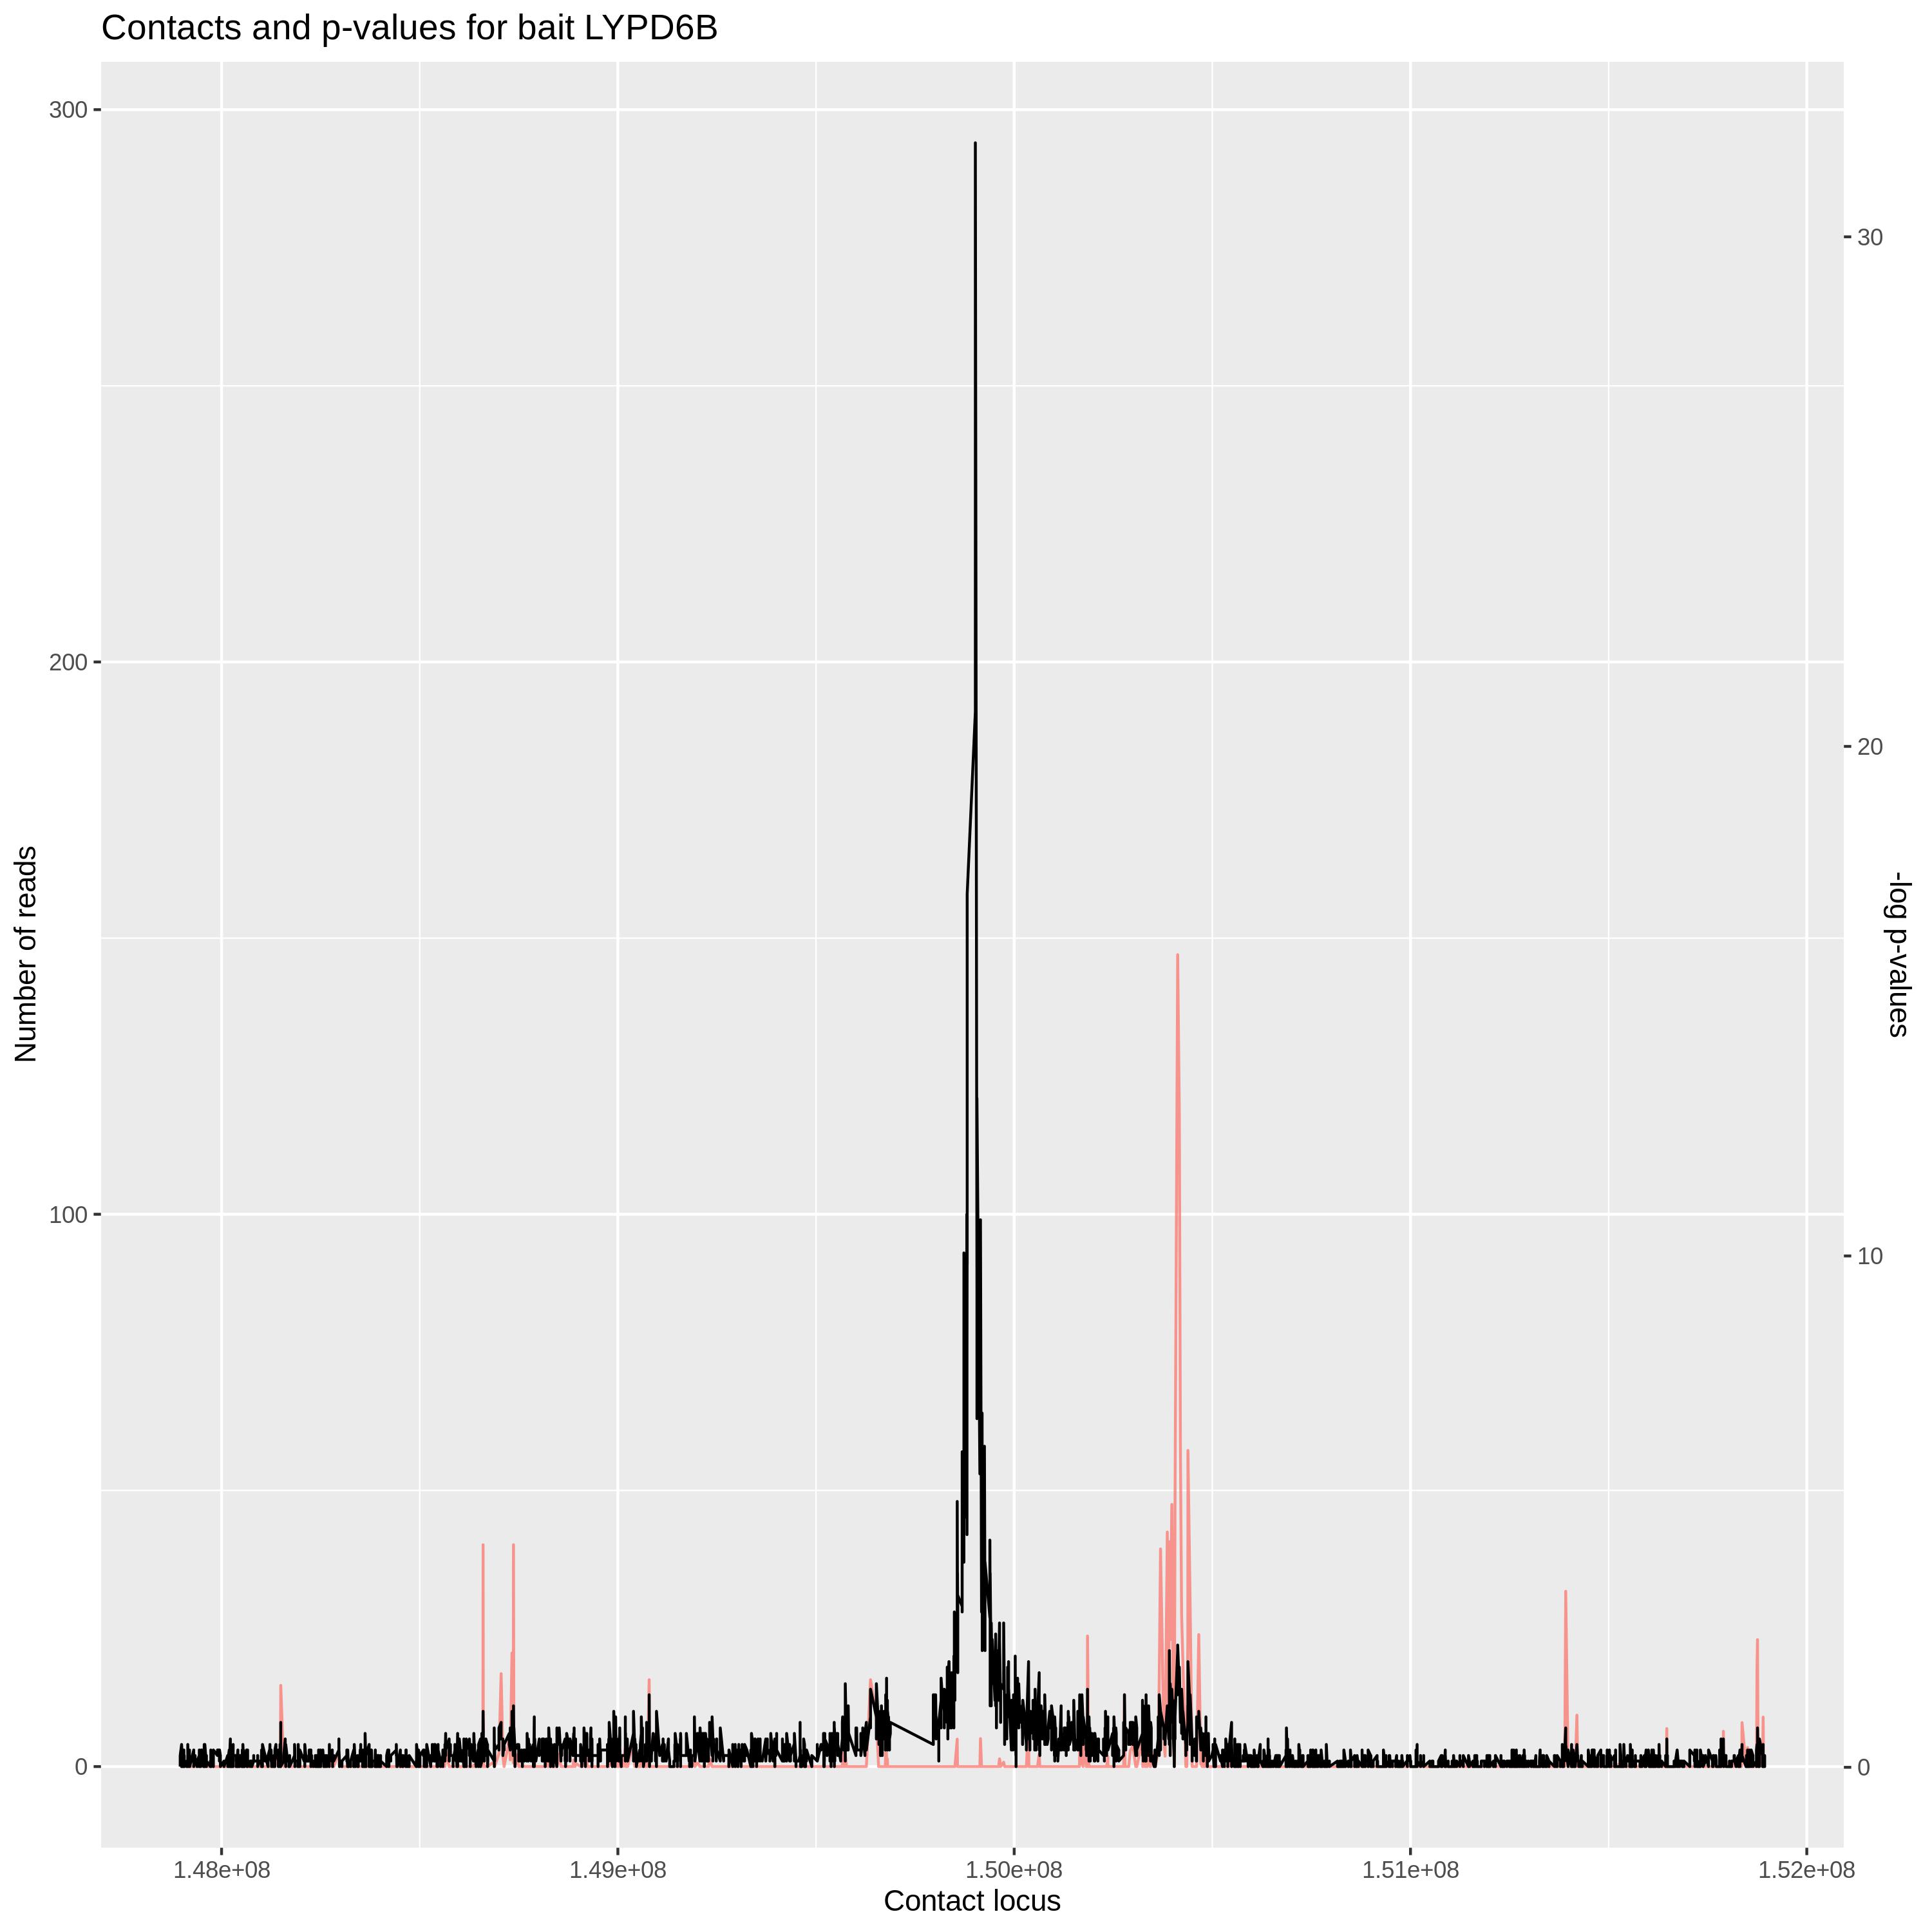 Contacts and p-values for bait LYPD6B
300
200
100
0
Number of reads
30
20
10
0
-log p-values
1.48e+08
1.49e+08
1.50e+08
1.51e+08
1.52e+08
Contact locus